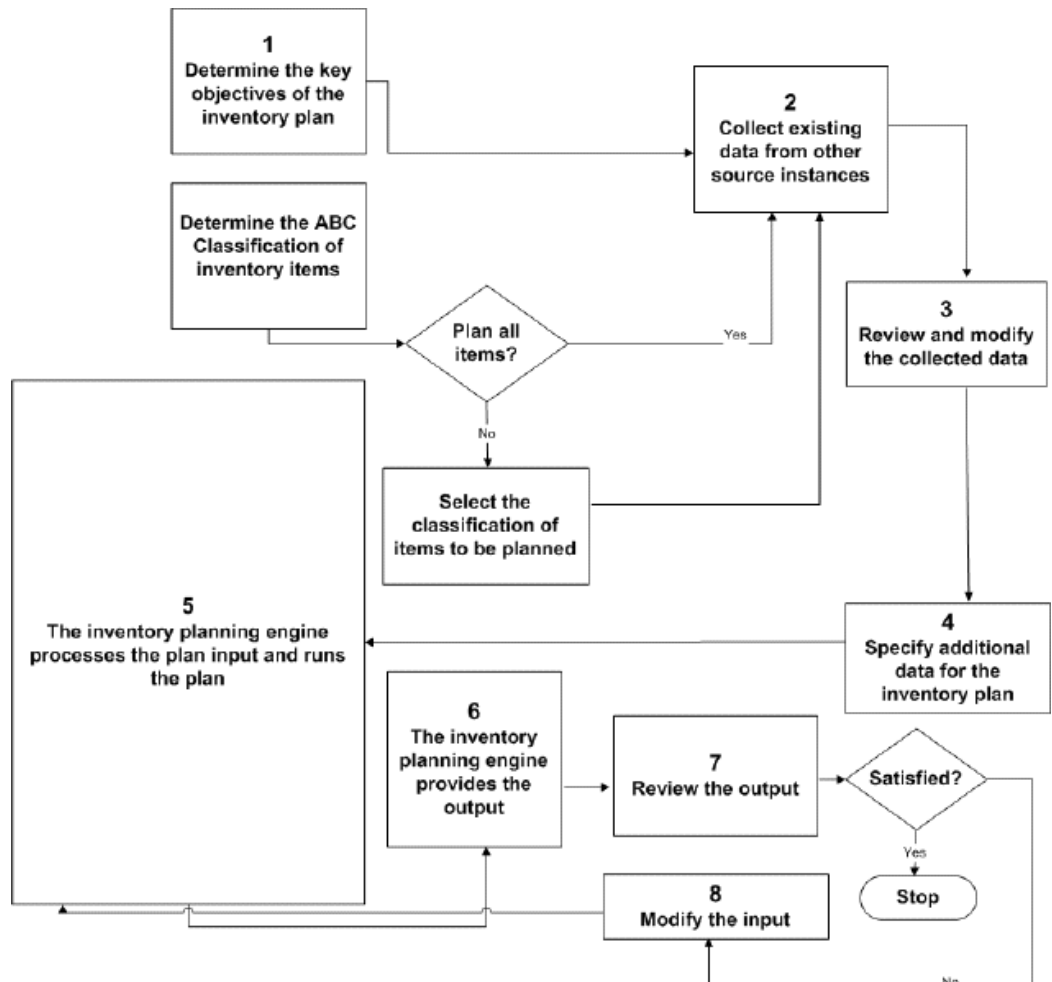 1
Determine the key
objectives of the
inventory plan
2
Collect existing
data from other
source instances
Determine the ABC
Classification of
inventory items
Plan all
items?
Yes
No
Select the
classification of
items to be planned
3
Review and modify
the collected data
4
Specify additional
data for the
inventory plan
5
The inventory planning engine
processes the plan input and runs
the plan
6
The inventory
planning engine
provides the
output
7
Review the output
Satisfied?
Yes
Stop
No
8
Modify the input